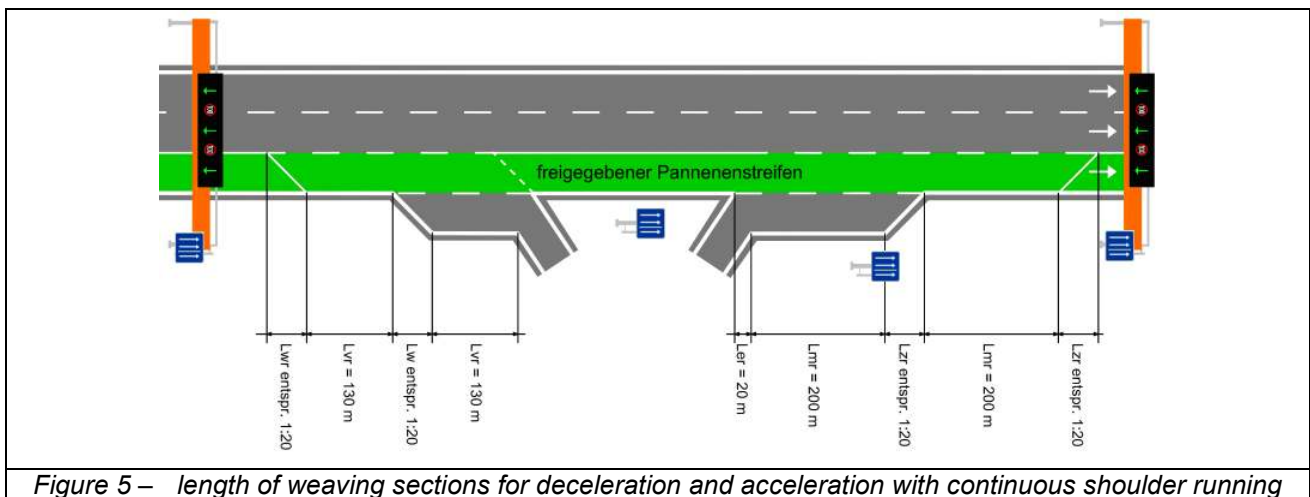 freigegebener Pannenenstreifen
Lwr entspr. 1:20
Lvr = 130 m
Lw entspr. 1:20
Lvr = 130 m
Ler = 20 m
Lmr = 200 m
Lzr entspr. 1:20
Lmr = 200 m
Lzr entspr. 1:20
Figure 5 – length of weaving sections for deceleration and acceleration with continuous shoulder running